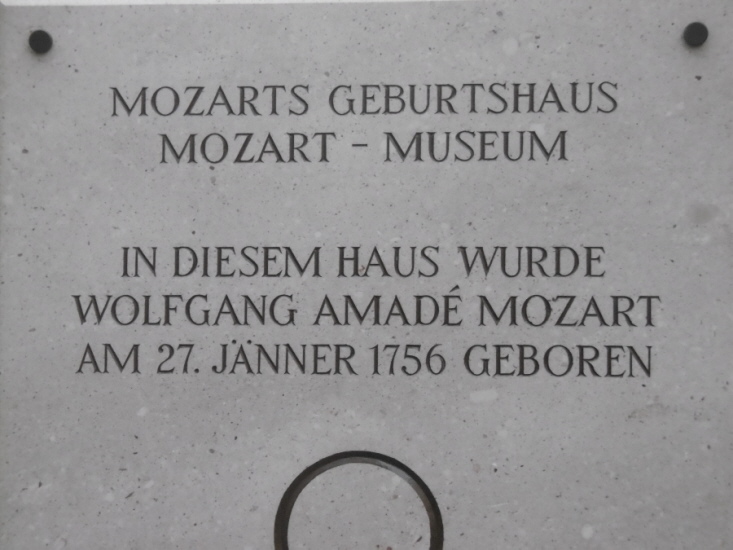 MOZARTS GEBURTSHAUS
MOZART - MUSEUM
IN DIESEM HAUS WURDE
WOLFGANG AMADÉ MOZART
AM 27. JÄNNER 1756 GEBOREN